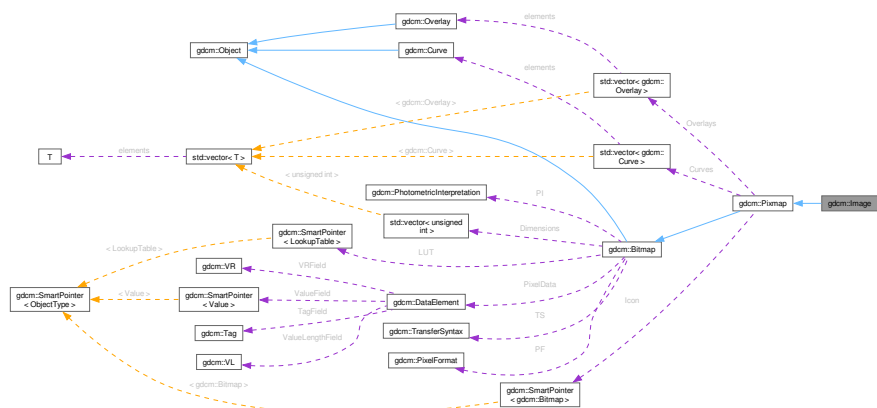 gdcm::Overlay
elements
gdcm::Object
gdcm::Curve
elements
std::vector< gdcm::
Overlay >
< gdcm::Overlay >
Overlays
T
elements
std::vector< T >
< gdcm::Curve >
std::vector< gdcm::
Curve >
Curves
< unsigned int >
gdcm::PhotometricInterpretation
PI
gdcm::Pixmap
gdcm::Image
std::vector< unsigned
int >
Dimensions
gdcm::SmartPointer
< LookupTable >
< LookupTable >
LUT
gdcm::Bitmap
gdcm::VR
VRField
PixelData
Icon
gdcm::SmartPointer
< ObjectType >
< Value >
gdcm::SmartPointer
< Value >
ValueField
gdcm::DataElement
TagField
TS
gdcm::Tag
gdcm::TransferSyntax
ValueLengthField
PF
gdcm::VL
gdcm::PixelFormat
< gdcm::Bitmap >
gdcm::SmartPointer
< gdcm::Bitmap >